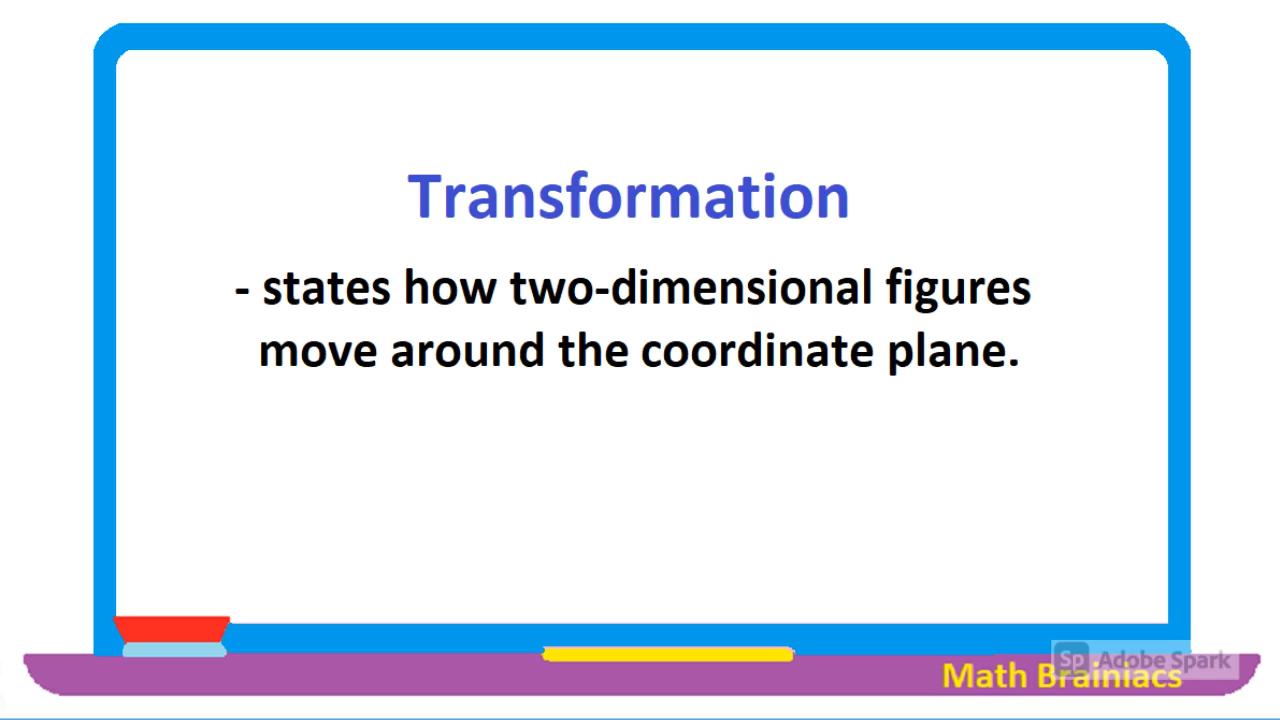 Transformation
- states how two-dimensional figures
move around the coordinate plane.
Sp Adobe Spark
Math Brainiacs